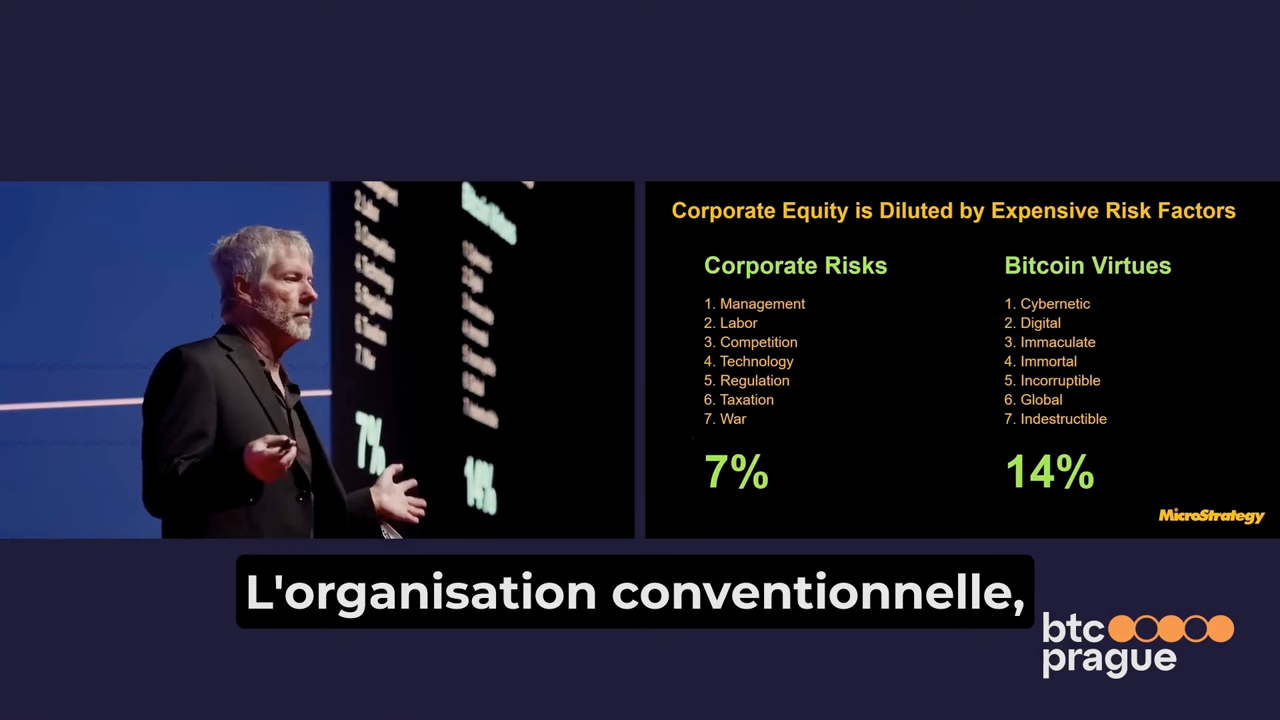 7%
14%
Corporate Equity is Diluted by Expensive Risk Factors
Corporate Risks
1. Management
2. Labor
3. Competition
4. Technology
5. Regulation
6. Taxation
7. War
7%
Bitcoin Virtues
1. Cybernetic
2. Digital
3. Immaculate
4. Immortal
5. Incorruptible
6. Global
7. Indestructible
14%
MicroStrategy
L'organisation conventionnelle,
btc
prague